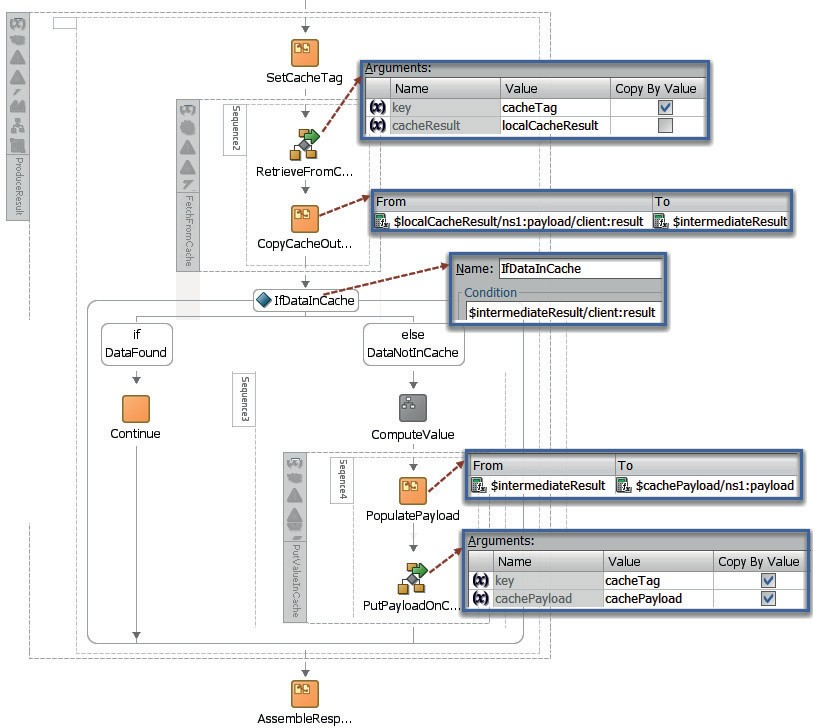 ProduceResult
SetCacheTag
Arguments:
Name Value Copy By Value
key cacheTag
cacheResult localCacheResult
FetchFromCache
Sequence2
RetrieveFromC...
From To
$localCacheResult/ns1:payload/client:result $intermediateResult
CopyCacheOut...
Name: IfDataInCache
Condition
$intermediateResult/client:result
IfDataInCache
if
DataFound
else
DataNotInCache
Sequence3
Continue
ComputeValue
PutValueInCache
Seqence4
From To
$intermediateResult $cachePayload/ns1:payload
PopulatePayload
Arguments:
Name Value Copy By Value
key cacheTag
cachePayload cachePayload
PutPayloadOnC...
AssembleResp...